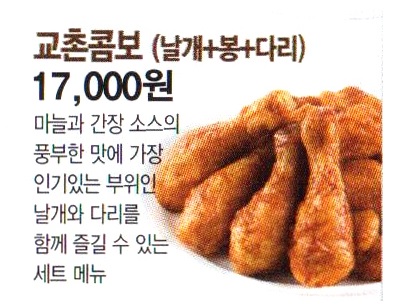 교촌콤보 (날개+봉+다리)
17,000원
마늘과 간장 소스의
풍부한 맛에 가장
인기있는 부위인
날개와 다리를
함께 즐길 수 있는
세트 메뉴